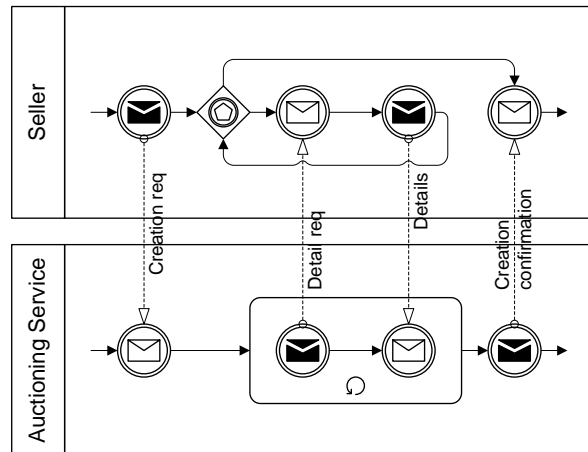 Seller
Creation req
Detail req
Details
Creation
confirmation
Auctioning Service